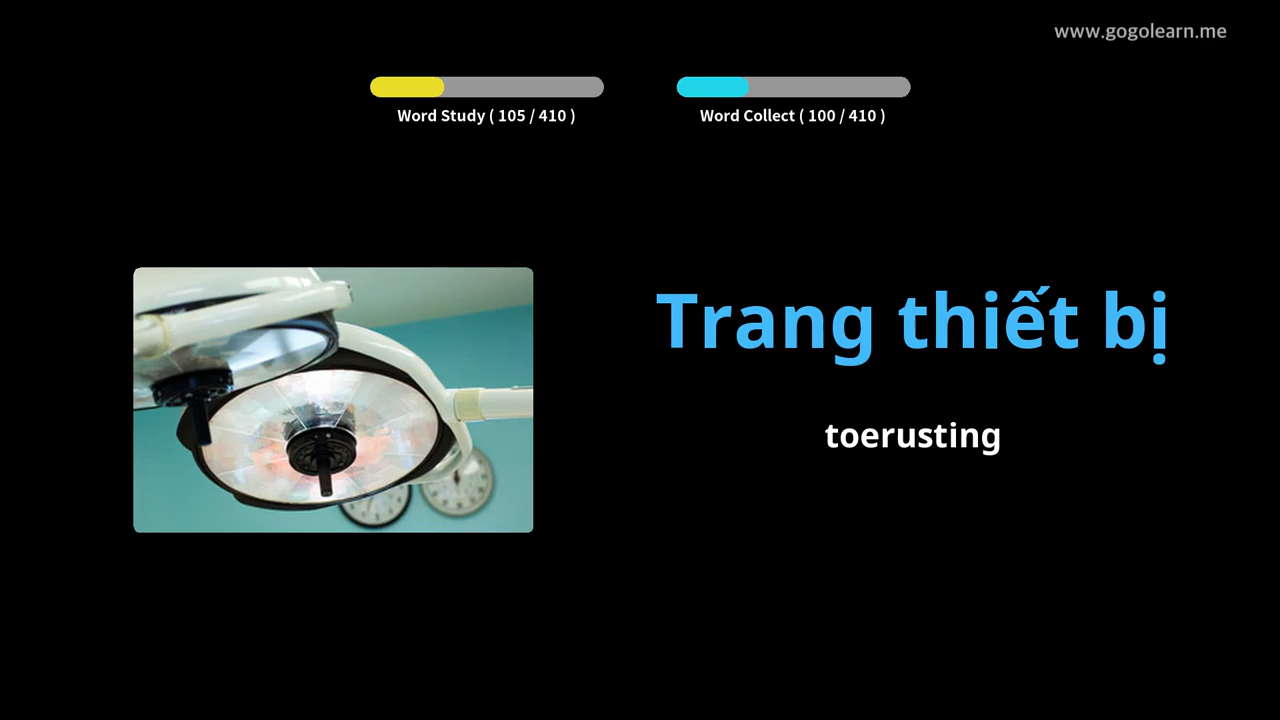 www.gogolearn.me
Word Study ( 105 / 410 )
Word Collect ( 100 / 410 )
Trang thiết bị
toerusting